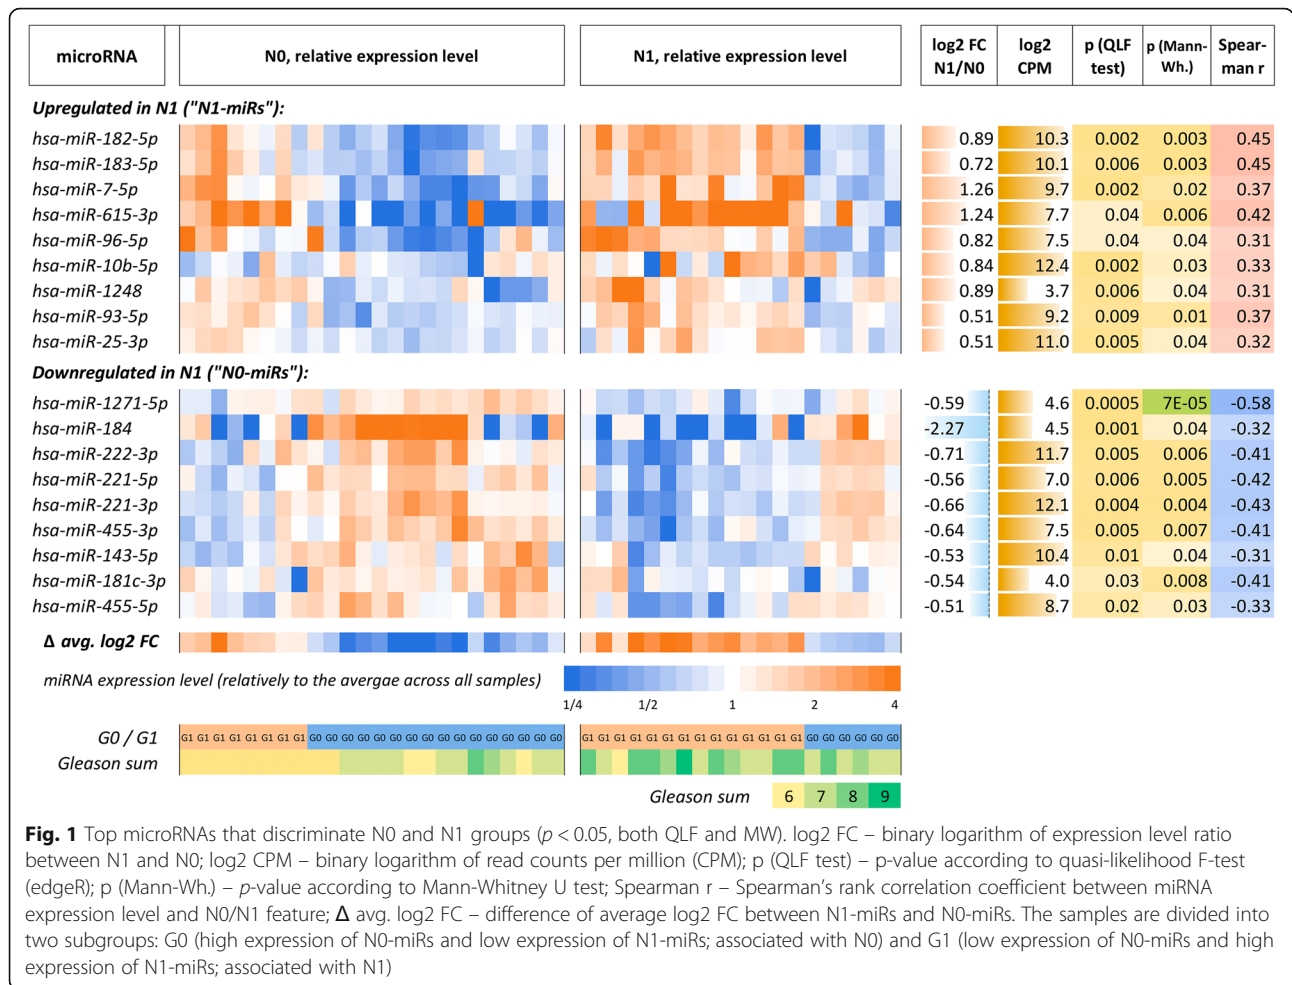 microRNA N0, relative expression level N1, relative expression level log2 FC N1/N0 log2 CPM p (QLF test) p (Mann-Wh.) Spear-man r
Upregulated in N1 ("N1-miRs"):
hsa-miR-182-5p 0.89 10.3 0.002 0.003 0.45
hsa-miR-183-5p 0.72 10.1 0.006 0.003 0.45
hsa-miR-7-5p 1.26 9.7 0.002 0.02 0.37
hsa-miR-615-3p 1.24 7.7 0.04 0.006 0.42
hsa-miR-96-5p 0.82 7.5 0.04 0.04 0.31
hsa-miR-10b-5p 0.84 12.4 0.002 0.03 0.33
hsa-miR-1248 0.89 3.7 0.006 0.04 0.31
hsa-miR-93-5p 0.51 9.2 0.009 0.01 0.37
hsa-miR-25-3p 0.51 11.0 0.005 0.04 0.32
Downregulated in N1 ("N0-miRs"):
hsa-miR-1271-5p -0.59 4.6 0.0005 7E-05 -0.58
hsa-miR-184 -2.27 4.5 0.001 0.04 -0.32
hsa-miR-222-3p -0.71 11.7 0.005 0.006 -0.41
hsa-miR-221-5p -0.56 7.0 0.006 0.005 -0.42
hsa-miR-221-3p -0.66 12.1 0.004 0.004 -0.43
hsa-miR-455-3p -0.64 7.5 0.005 0.007 -0.41
hsa-miR-143-5p -0.53 10.4 0.01 0.04 -0.31
hsa-miR-181c-3p -0.54 4.0 0.03 0.008 -0.41
hsa-miR-455-5p -0.51 8.7 0.02 0.03 -0.33
Δ avg. log2 FC
miRNA expression level (relatively to the avergae across all samples)
1/4 1/2 1 2 4
G0 / G1 G1 G1 G1 G1 G1 G1 G1 G1 G0 G0 G0 G0 G0 G0 G0 G0 G0 G0 G0 G0 G0 G0 G0 G0 G1 G1 G1 G1 G1 G1 G1 G1 G1 G1 G1 G1 G1 G1 G0 G0 G0 G0 G0 G0
Gleason sum
Gleason sum 6 7 8 9
Fig. 1 Top microRNAs that discriminate N0 and N1 groups (p < 0.05, both QLF and MW). log2 FC – binary logarithm of expression level ratio
between N1 and N0; log2 CPM – binary logarithm of read counts per million (CPM); p (QLF test) – p-value according to quasi-likelihood F-test
(edgeR); p (Mann-Wh.) – p-value according to Mann-Whitney U test; Spearman r – Spearman's rank correlation coefficient between miRNA
expression level and N0/N1 feature; Δ avg. log2 FC – difference of average log2 FC between N1-miRs and N0-miRs. The samples are divided into
two subgroups: G0 (high expression of N0-miRs and low expression of N1-miRs; associated with N0) and G1 (low expression of N0-miRs and high
expression of N1-miRs; associated with N1)